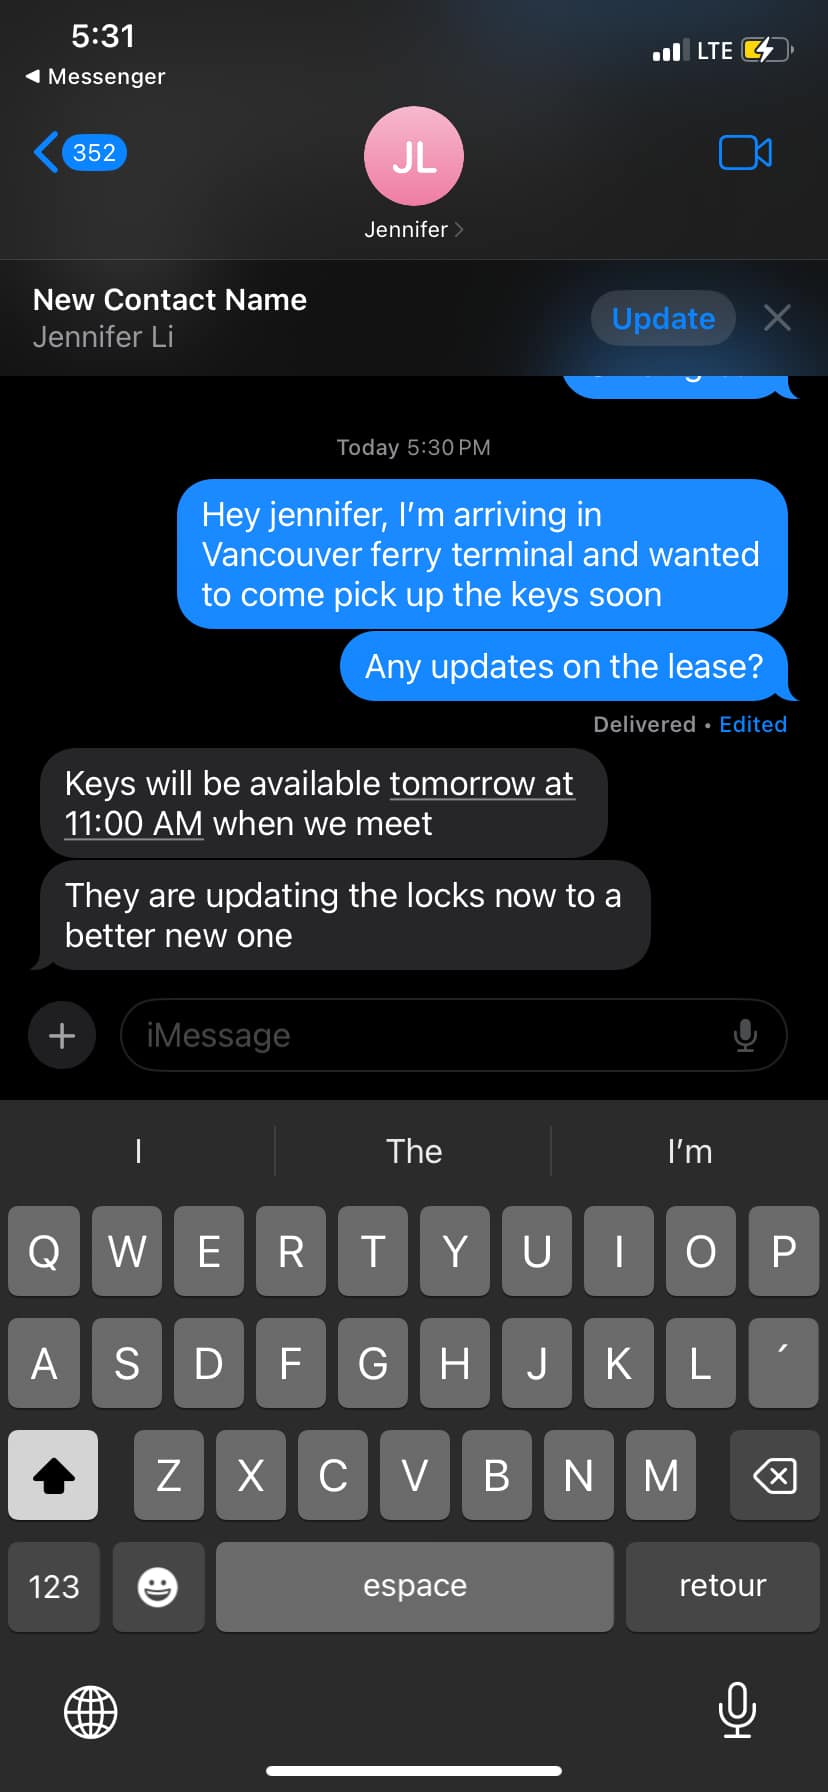 5:31
LTE
◀ Messenger
352
JL
Jennifer >
New Contact Name
Jennifer Li
Update
Today 5:30 PM
Hey jennifer, I’m arriving in
Vancouver ferry terminal and wanted
to come pick up the keys soon
Any updates on the lease?
Delivered • Edited
Keys will be available tomorrow at
11:00 AM when we meet
They are updating the locks now to a
better new one
iMessage
I The I’m
Q W E R T Y U I O P
A S D F G H J K L ´
Z X C V B N M
123 espace retour